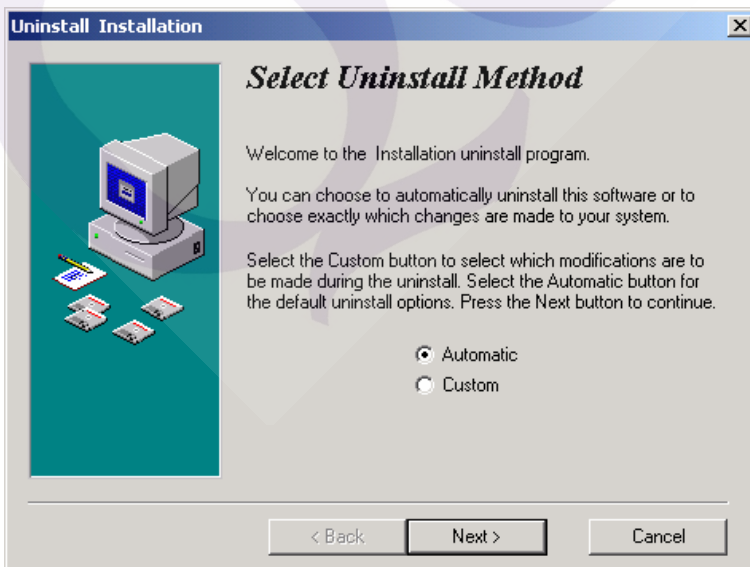 Uninstall Installation
Select Uninstall Method
Welcome to the  Installation uninstall program.
You can choose to automatically uninstall this software or to
choose exactly which changes are made to your system.
Select the Custom button to select which modifications are to
be made during the uninstall. Select the Automatic button for
the default uninstall options. Press the Next button to continue.
Automatic
Custom
< Back
Next >
Cancel